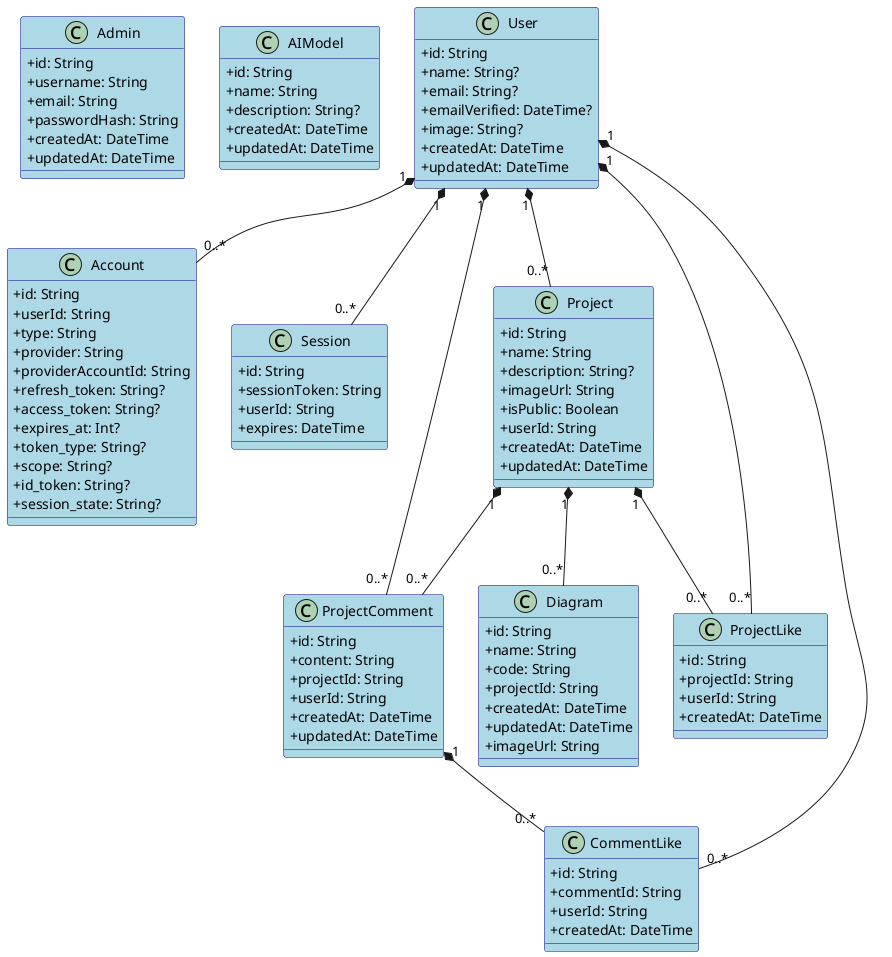 C Admin
+id: String
+username: String
+email: String
+passwordHash: String
+createdAt: DateTime
+updatedAt: DateTime
C AIModel
+id: String
+name: String
+description: String?
+createdAt: DateTime
+updatedAt: DateTime
C User
+id: String
+name: String?
+email: String?
+emailVerified: DateTime?
+image: String?
+createdAt: DateTime
+updatedAt: DateTime
1
1
1
1
1
1
0..*
0..*
0..*
C Account
+id: String
+userId: String
+type: String
+provider: String
+providerAccountId: String
+refresh_token: String?
+access_token: String?
+expires_at: Int?
+token_type: String?
+scope: String?
+id_token: String?
+session_state: String?
C Session
+id: String
+sessionToken: String
+userId: String
+expires: DateTime
C Project
+id: String
+name: String
+description: String?
+imageUrl: String
+isPublic: Boolean
+userId: String
+createdAt: DateTime
+updatedAt: DateTime
1
1
1
0..*
0..*
0..*
0..*
0..*
C ProjectComment
+id: String
+content: String
+projectId: String
+userId: String
+createdAt: DateTime
+updatedAt: DateTime
C Diagram
+id: String
+name: String
+code: String
+projectId: String
+createdAt: DateTime
+updatedAt: DateTime
+imageUrl: String
C ProjectLike
+id: String
+projectId: String
+userId: String
+createdAt: DateTime
1
0..*
0..*
C CommentLike
+id: String
+commentId: String
+userId: String
+createdAt: DateTime